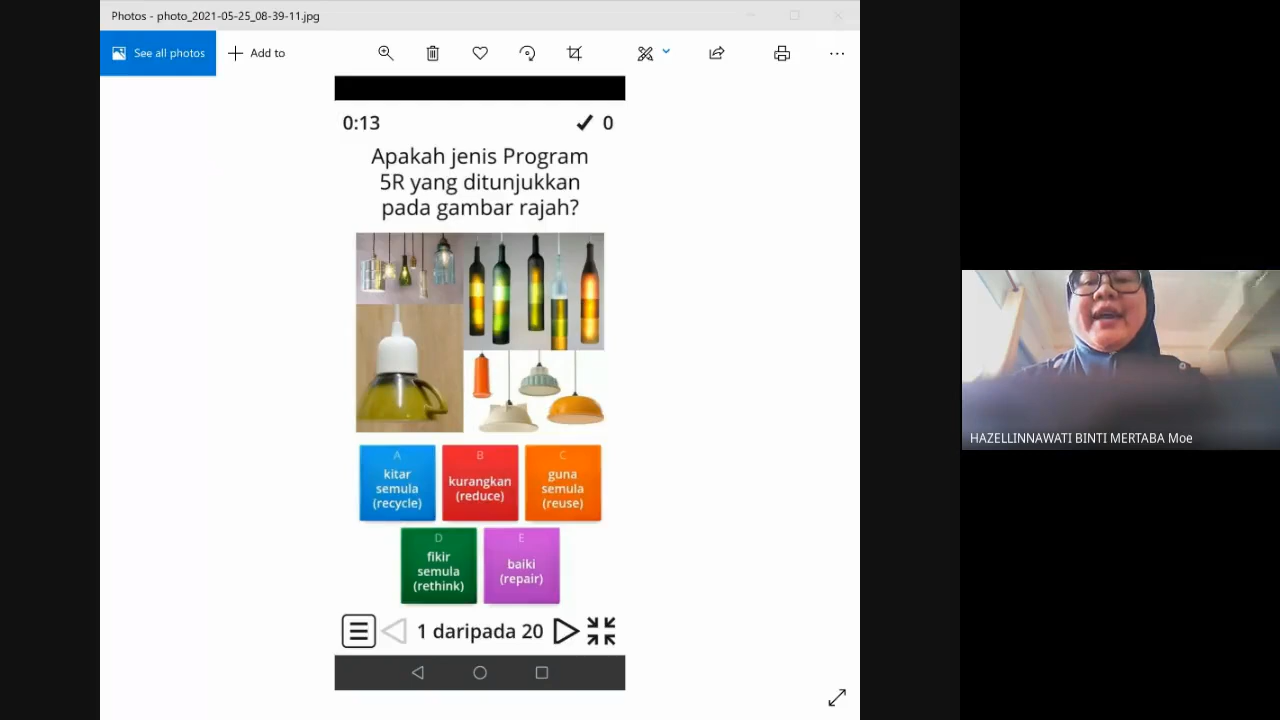 Photos - photo_2021-05-25_08-39-11.jpg
See all photos
Add to
0:13
0
Apakah jenis Program
5R yang ditunjukkan
pada gambar rajah?
A
kitar
semula
(recycle)
B
kurangkan
(reduce)
C
guna
semula
(reuse)
D
fikir
semula
(rethink)
E
baiki
(repair)
1 daripada 20
HAZELLINNAWATI BINTI MERTABA Moe